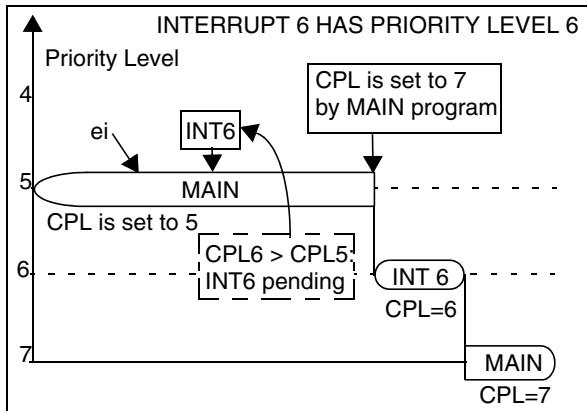 INTERRUPT 6 HAS PRIORITY LEVEL 6
Priority Level
CPL is set to 7
by MAIN program
4
ei
INT6
5
MAIN
CPL is set to 5
CPL6 > CPL5:
INT6 pending
6
INT 6
CPL=6
7
MAIN
CPL=7